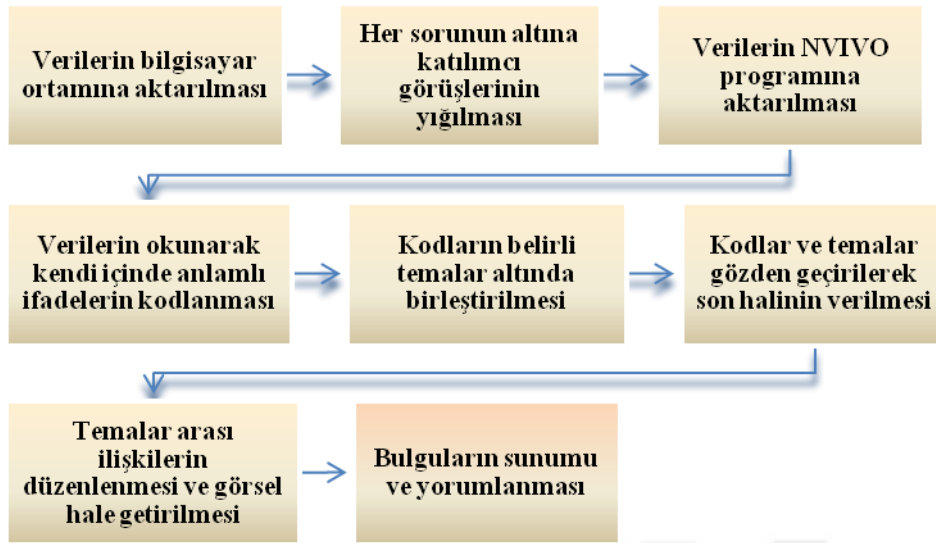 Verilerin bilgisayar
ortamına aktarılması
Her sorunun altına
katılımcı
görüşlerinin
yığılması
Verilerin NVIVO
programına
aktarılması
Verilerin okunarak
kendi içinde anlamlı
ifadelerin kodlanması
Kodların belirli
temalar altında
birleştirilmesi
Kodlar ve temalar
gözden geçirilerek
son halinin verilmesi
Temalar arası
ilişkilerin
düzenlenmesi ve görsel
hale getirilmesi
Bulguların sunumu
ve yorumlanması